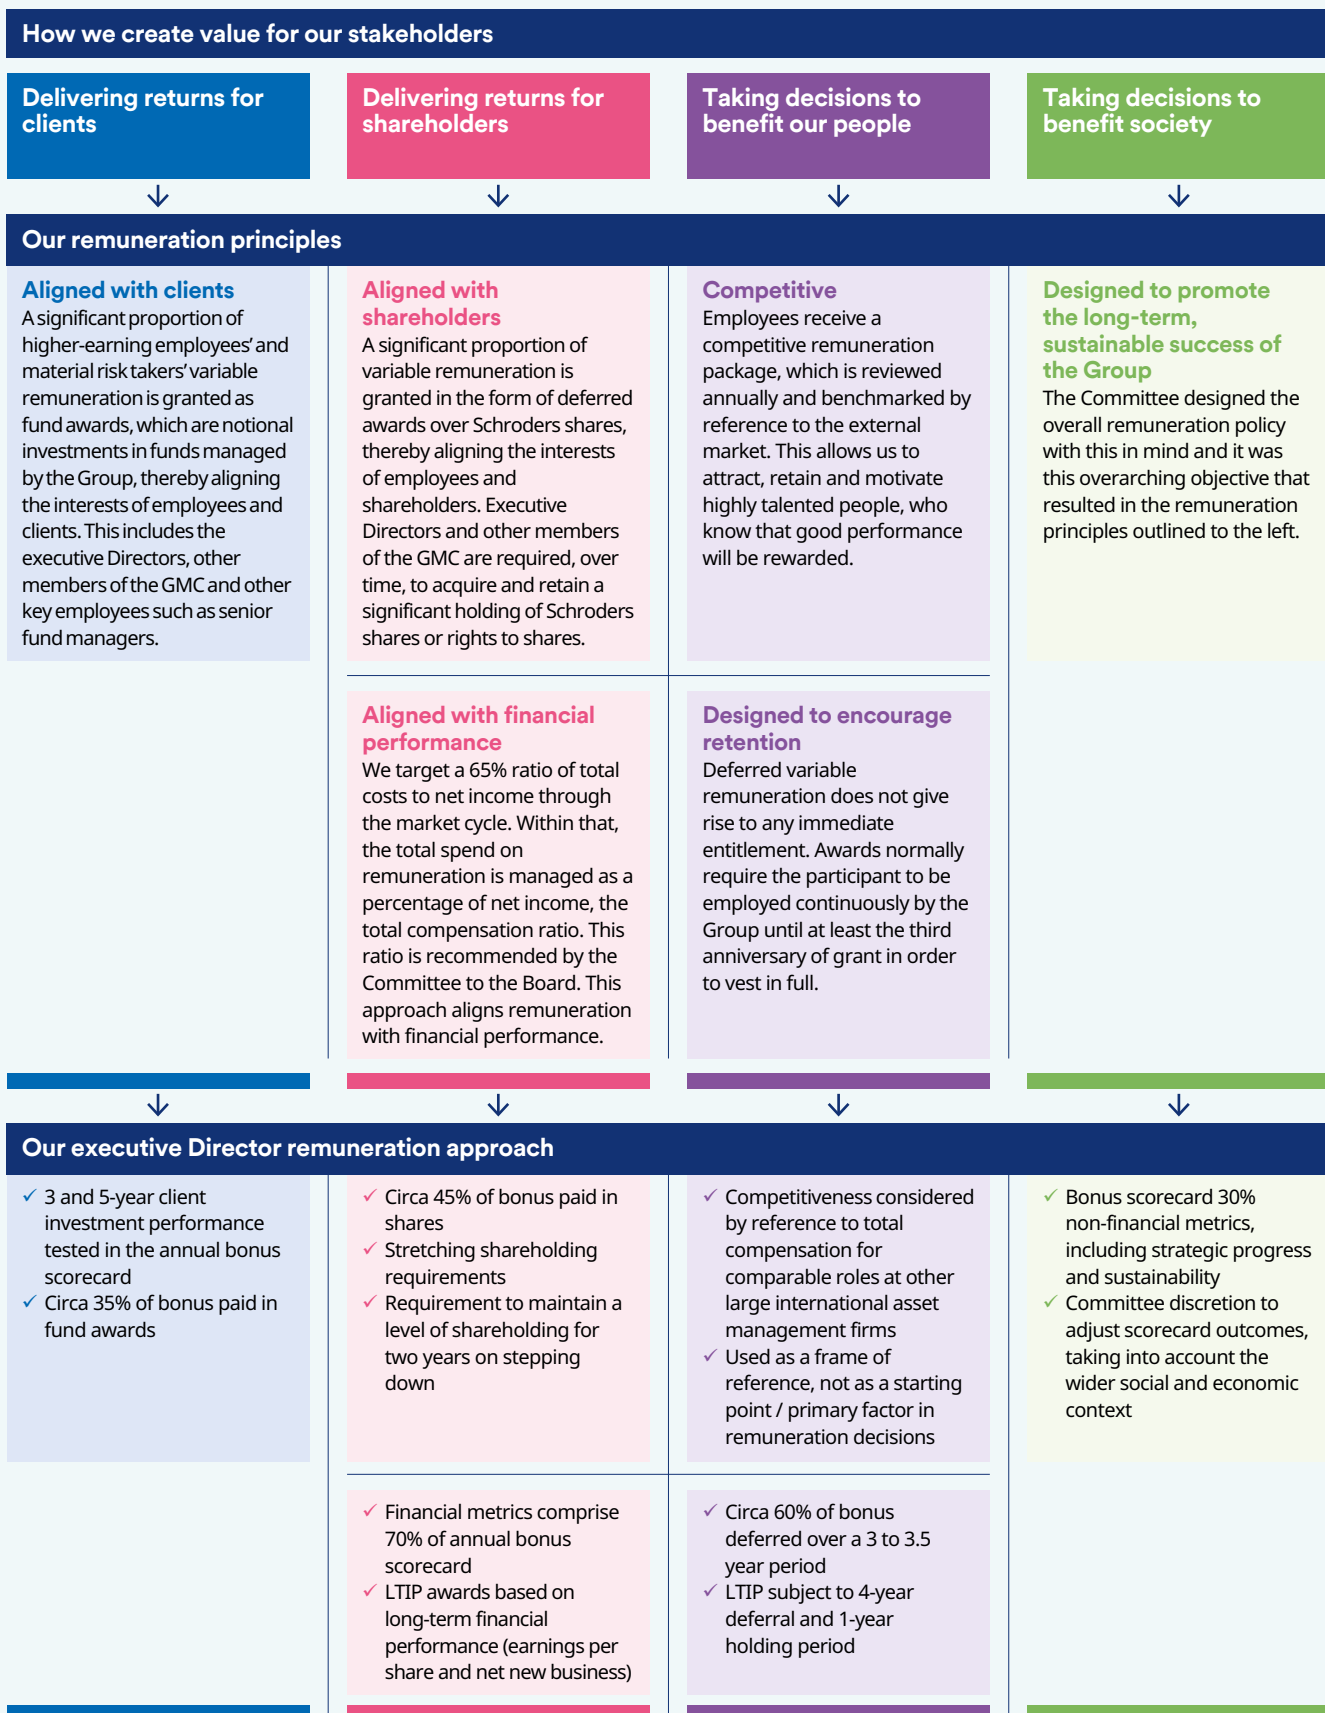 How we create value for our stakeholders
Delivering returns for
clients
Delivering returns for
shareholders
Taking decisions to
benefit our people
Taking decisions to
benefit society
Our remuneration principles
Aligned with clients
A significant proportion of
higher-earning employees’ and
material risk takers’ variable
remuneration is granted as
fund awards, which are notional
investments in funds managed
by the Group, thereby aligning
the interests of employees and
clients. This includes the
executive Directors, other
members of the GMC and other
key employees such as senior
fund managers.
Aligned with
shareholders
A significant proportion of
variable remuneration is
granted in the form of deferred
awards over Schroders shares,
thereby aligning the interests
of employees and
shareholders. Executive
Directors and other members
of the GMC are required, over
time, to acquire and retain a
significant holding of Schroders
shares or rights to shares.
Competitive
Employees receive a
competitive remuneration
package, which is reviewed
annually and benchmarked by
reference to the external
market. This allows us to
attract, retain and motivate
highly talented people, who
know that good performance
will be rewarded.
Designed to promote
the long-term,
sustainable success of
the Group
The Committee designed the
overall remuneration policy
with this in mind and it was
this overarching objective that
resulted in the remuneration
principles outlined to the left.
Aligned with financial
performance
We target a 65% ratio of total
costs to net income through
the market cycle. Within that,
the total spend on
remuneration is managed as a
percentage of net income, the
total compensation ratio. This
ratio is recommended by the
Committee to the Board. This
approach aligns remuneration
with financial performance.
Designed to encourage
retention
Deferred variable
remuneration does not give
rise to any immediate
entitlement. Awards normally
require the participant to be
employed continuously by the
Group until at least the third
anniversary of grant in order
to vest in full.
Our executive Director remuneration approach
✓ 3 and 5-year client
investment performance
tested in the annual bonus
scorecard
✓ Circa 35% of bonus paid in
fund awards
✓ Circa 45% of bonus paid in
shares
✓ Stretching shareholding
requirements
✓ Requirement to maintain a
level of shareholding for
two years on stepping
down
✓ Competitiveness considered
by reference to total
compensation for
comparable roles at other
large international asset
management firms
✓ Used as a frame of
reference, not as a starting
point / primary factor in
remuneration decisions
✓ Bonus scorecard 30%
non-financial metrics,
including strategic progress
and sustainability
✓ Committee discretion to
adjust scorecard outcomes,
taking into account the
wider social and economic
context
✓ Financial metrics comprise
70% of annual bonus
scorecard
✓ LTIP awards based on
long-term financial
performance (earnings per
share and net new business)
✓ Circa 60% of bonus
deferred over a 3 to 3.5
year period
✓ LTIP subject to 4-year
deferral and 1-year
holding period